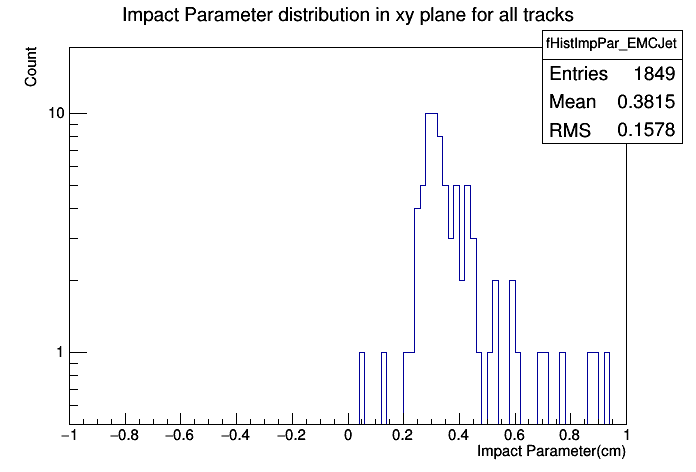 Impact Parameter distribution in xy plane for all tracks
fHistImpPar_EMCJet
Entries 1849
Mean 0.3815
RMS 0.1578
Count
10
1
−1 −0.8 −0.6 −0.4 −0.2 0 0.2 0.4 0.6 0.8 1
Impact Parameter(cm)